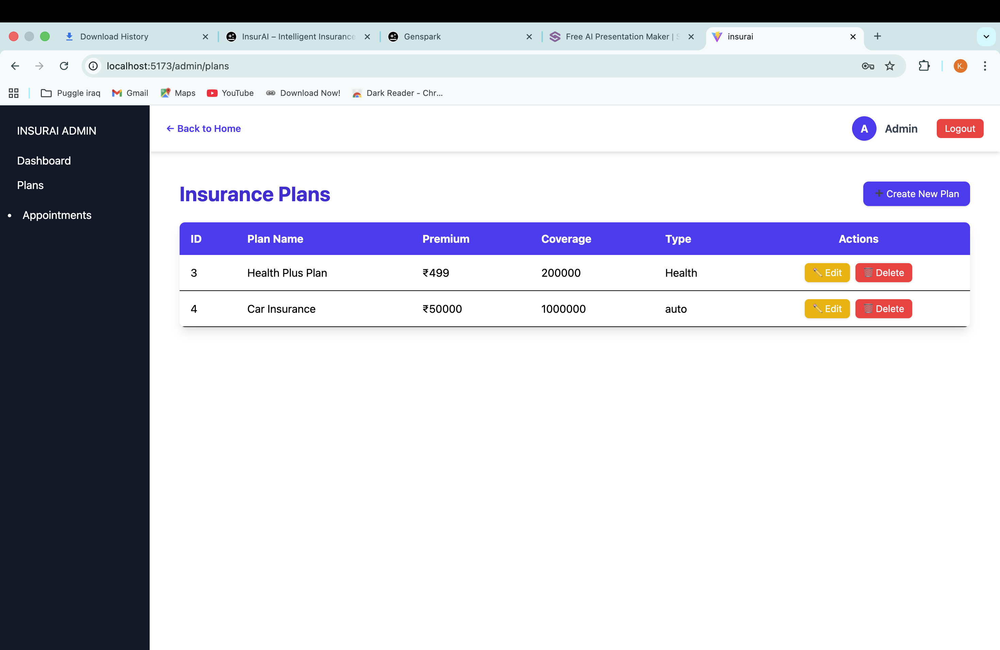 Download History
InsurAI – Intelligent Insurance
Genspark
Free AI Presentation Maker |
insurai
localhost:5173/admin/plans
K.
Puggle iraq
Gmail
Maps
YouTube
Download Now!
Dark Reader - Chr...
INSURAI ADMIN
Dashboard
Plans
• Appointments
← Back to Home
A
Admin
Logout
Insurance Plans
➕ Create New Plan
ID Plan Name Premium Coverage Type Actions
3 Health Plus Plan ₹499 200000 Health ✏️ Edit 🗑️ Delete
4 Car Insurance ₹50000 1000000 auto ✏️ Edit 🗑️ Delete